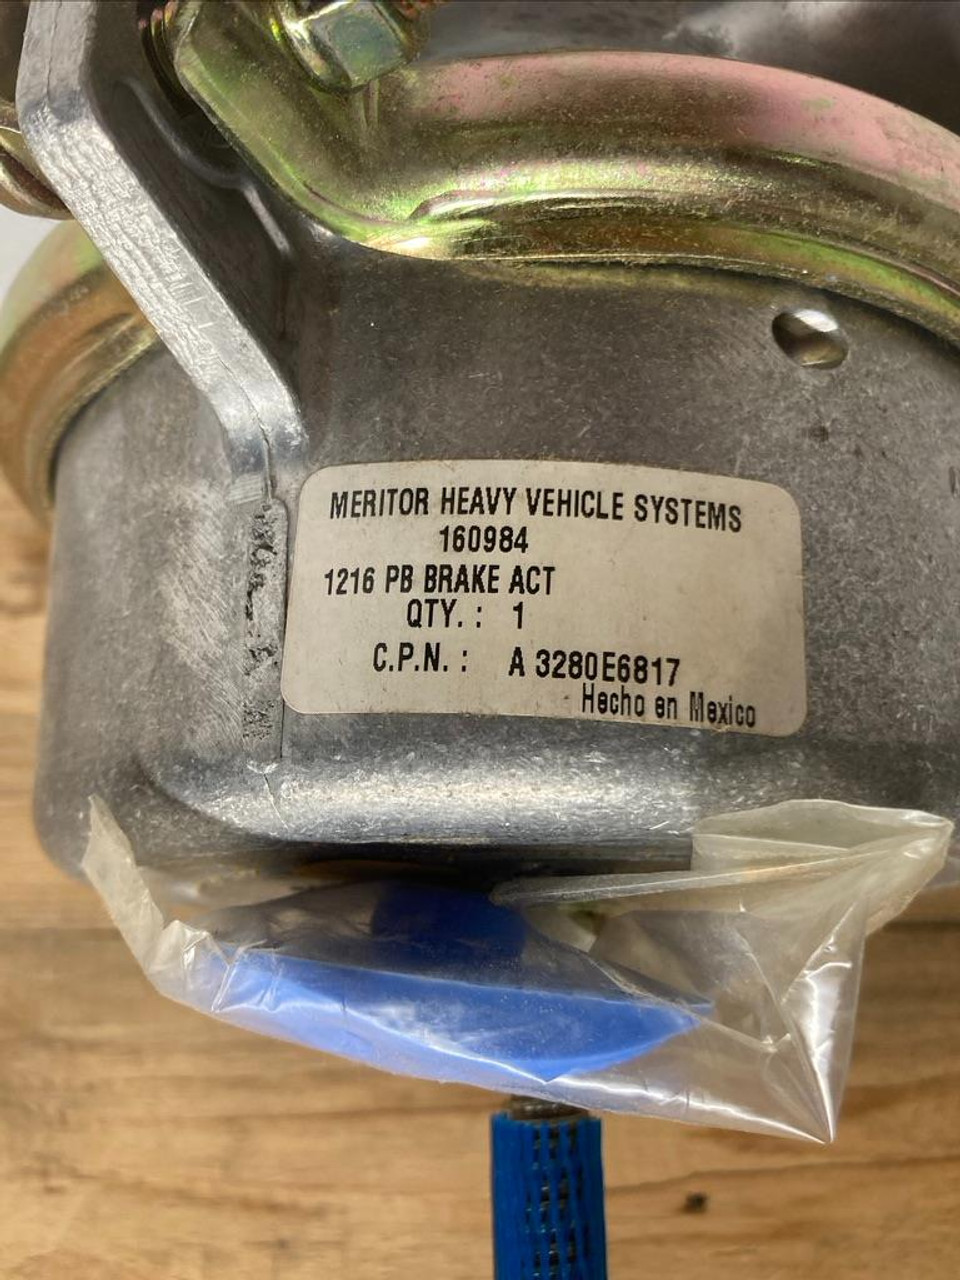 MERITOR HEAVY VEHICLE SYSTEMS
160984
1216 PB BRAKE ACT
QTY. : 1
C.P.N. : A 3280E6817
Hecho en Mexico